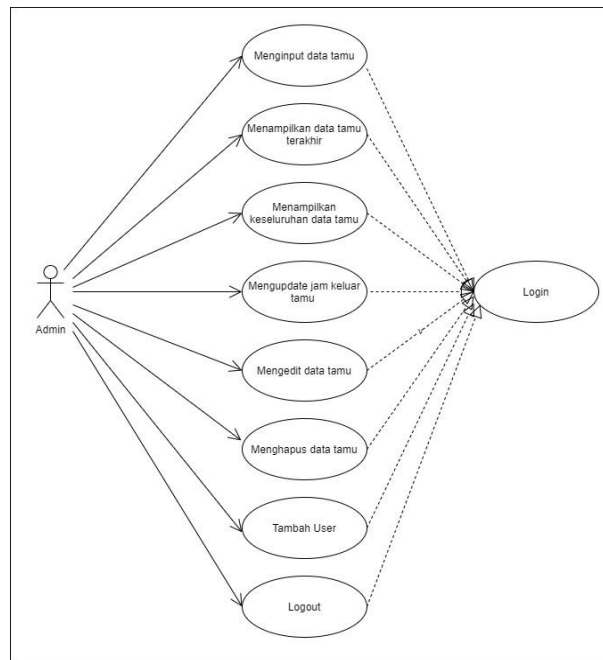 Menginput data tamu
Menampilkan data tamu
terakhir
Menampilkan
keseluruhan data tamu
Mengupdate jam keluar
tamu
Login
Admin
Mengedit data tamu
Menghapus data tamu
Tambah User
Logout